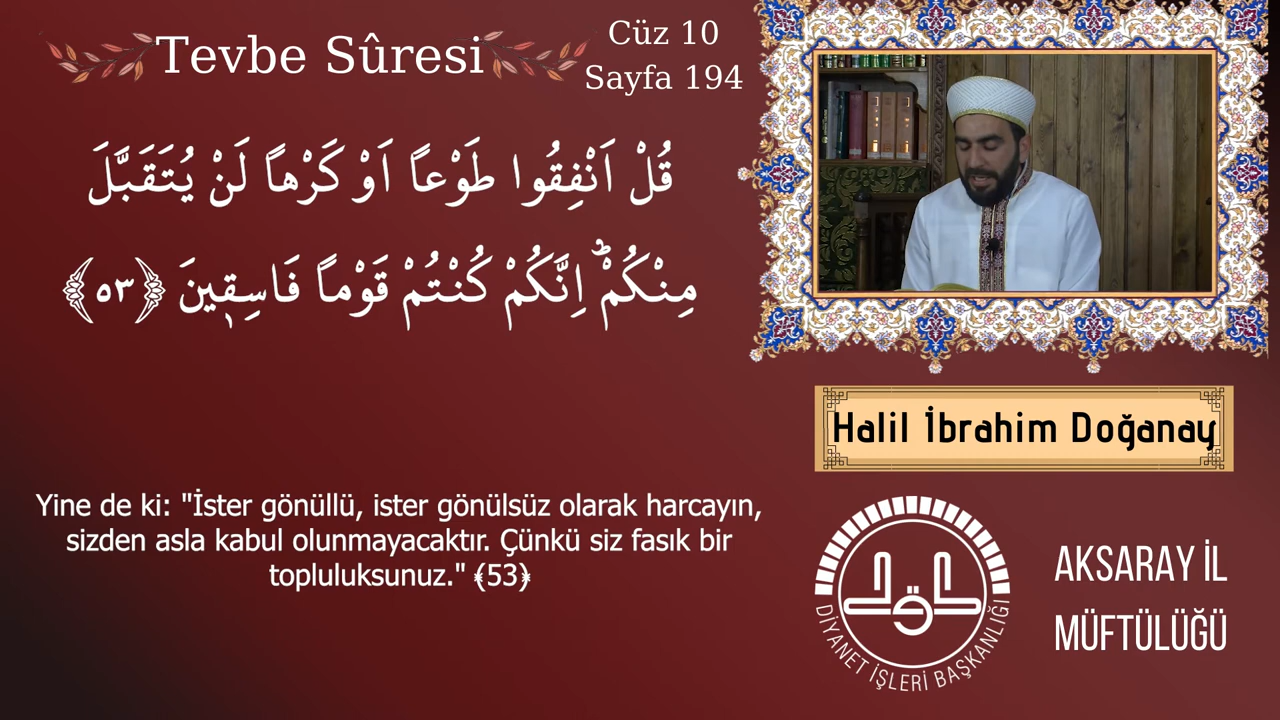 Tevbe Sûresi
Cüz 10
Sayfa 194
قُلْ اَنْفِقُوا طَوْعاً اَوْ كَرْهاً لَنْ يُتَقَبَّلَ
مِنْكُمْۜ اِنَّكُمْ كُنْتُمْ قَوْماً فَاسِق۪ينَ ﴿٥٣﴾
Yine de ki: "İster gönüllü, ister gönülsüz olarak harcayın,
sizden asla kabul olunmayacaktır. Çünkü siz fasık bir
topluluksunuz." ﴾53﴿
Halil İbrahim Doğanay
DİYANET İŞLERİ BAŞKANLIĞI
AKSARAY İL
MÜFTÜLÜĞÜ